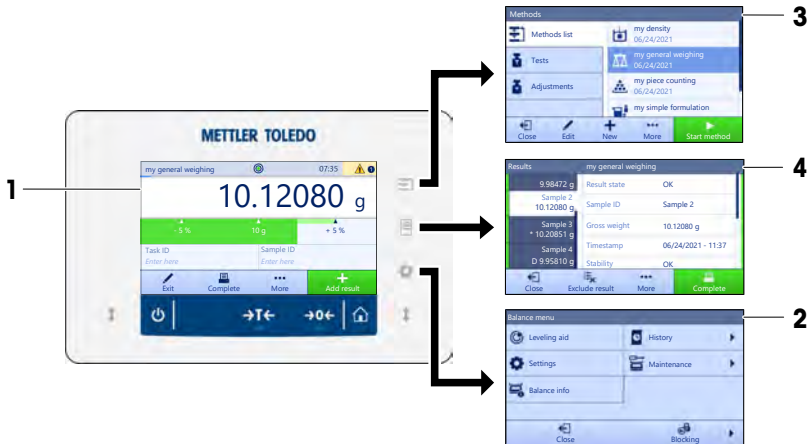 1
METTLER TOLEDO
my general weighing 07:35
10.12080 g
- 5 % 10 g + 5 %
Task ID Sample ID
Enter here Enter here
Exit Complete More Add result
→T← →0←
3
Methods
Methods list
Tests
Adjustments
my density
06/24/2021
my general weighing
06/24/2021
my piece counting
06/24/2021
my simple formulation
Close Edit New More Start method
4
Results my general weighing
9.98472 g
Sample 2
10.12080 g
Sample 3
* 10.20851 g
Sample 4
D 9.95810 g
Result state OK
Sample ID Sample 2
Gross weight 10.12080 g
Timestamp 06/24/2021 - 11:37
Stability OK
Close Exclude result More Complete
2
Balance menu
Leveling aid History
Settings Maintenance
Balance info
Close Blocking